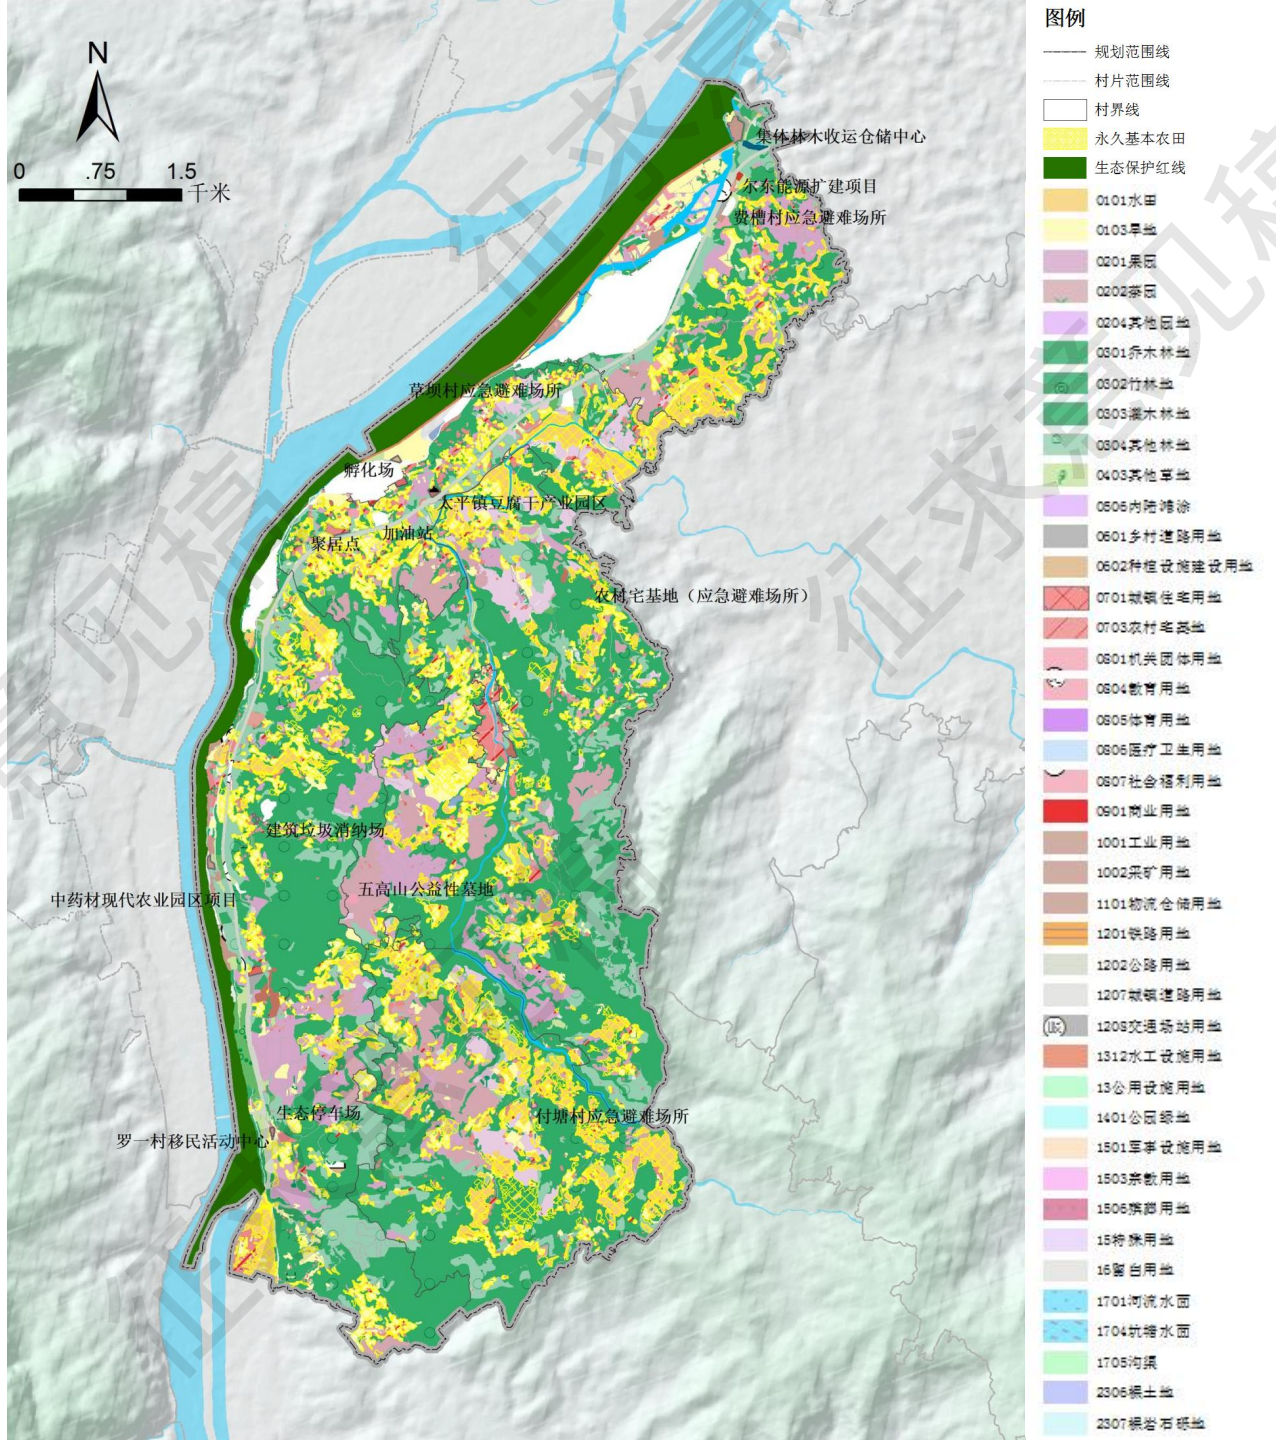 N
0 .75 1.5
千米
集体林木收运仓储中心
尔东能源扩建项目
费槽村应急避难场所
草坝村应急避难场所
孵化场
太平镇豆腐干产业园区
加油站
聚居点
农村宅基地（应急避难场所）
建筑垃圾消纳场
五高山公益性墓地
中药材现代农业园区项目
生态停车场
付塘村应急避难场所
罗一村移民活动中心
图例
规划范围线
村片范围线
村界线
永久基本农田
生态保护红线
0101水田
0103旱地
0201果园
0202茶园
0204其他园地
0301乔木林地
0302竹林地
0303灌木林地
0304其他林地
0403其他草地
0506内陆滩涂
0601乡村道路用地
0602种植设施建设用地
0701城镇住宅用地
0703农村宅基地
0801机关团体用地
0804教育用地
0805体育用地
0806医疗卫生用地
0807社会福利用地
0901商业用地
1001工业用地
1002采矿用地
1101物流仓储用地
1201铁路用地
1202公路用地
1207城镇道路用地
1208交通场站用地
1312水工设施用地
13公用设施用地
1401公园绿地
1501军事设施用地
1503宗教用地
1506殡葬用地
15特殊用地
16留白用地
1701河流水面
1704坑塘水面
1705沟渠
2306裸土地
2307裸岩石砾地
征求意见稿
征求意见稿